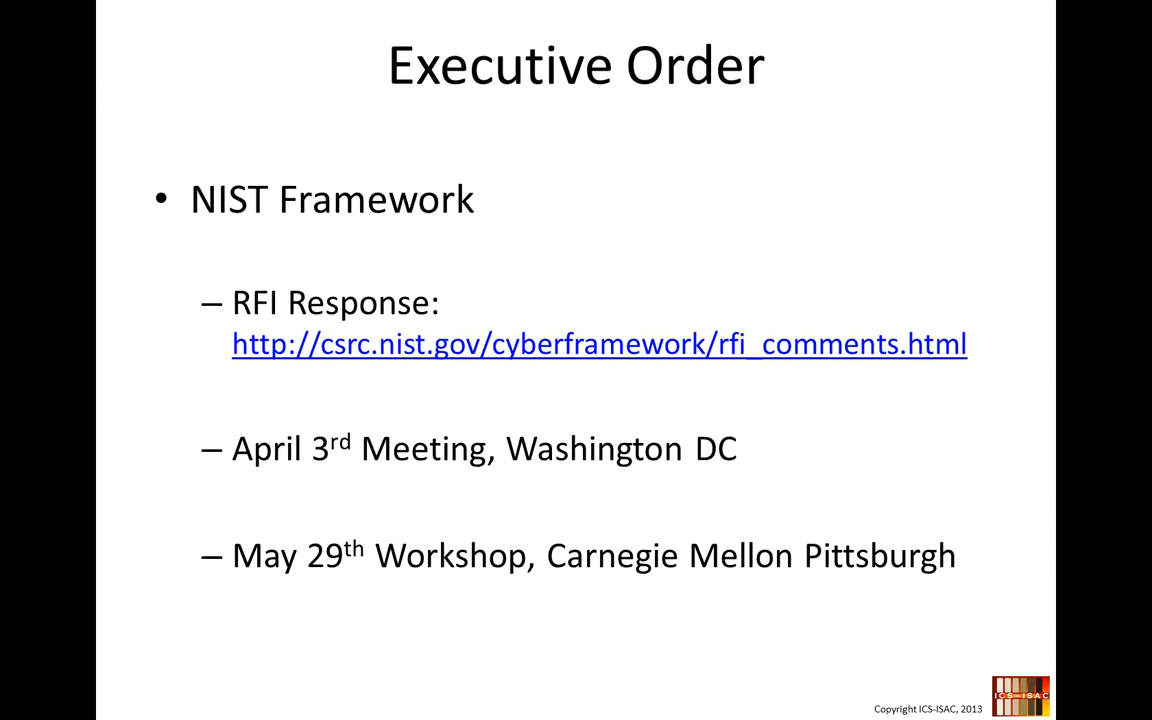 Executive Order
• NIST Framework
– RFI Response:
http://csrc.nist.gov/cyberframework/rfi_comments.html
– April 3rd Meeting, Washington DC
– May 29th Workshop, Carnegie Mellon Pittsburgh
ICS-ISAC
Copyright ICS-ISAC, 2013